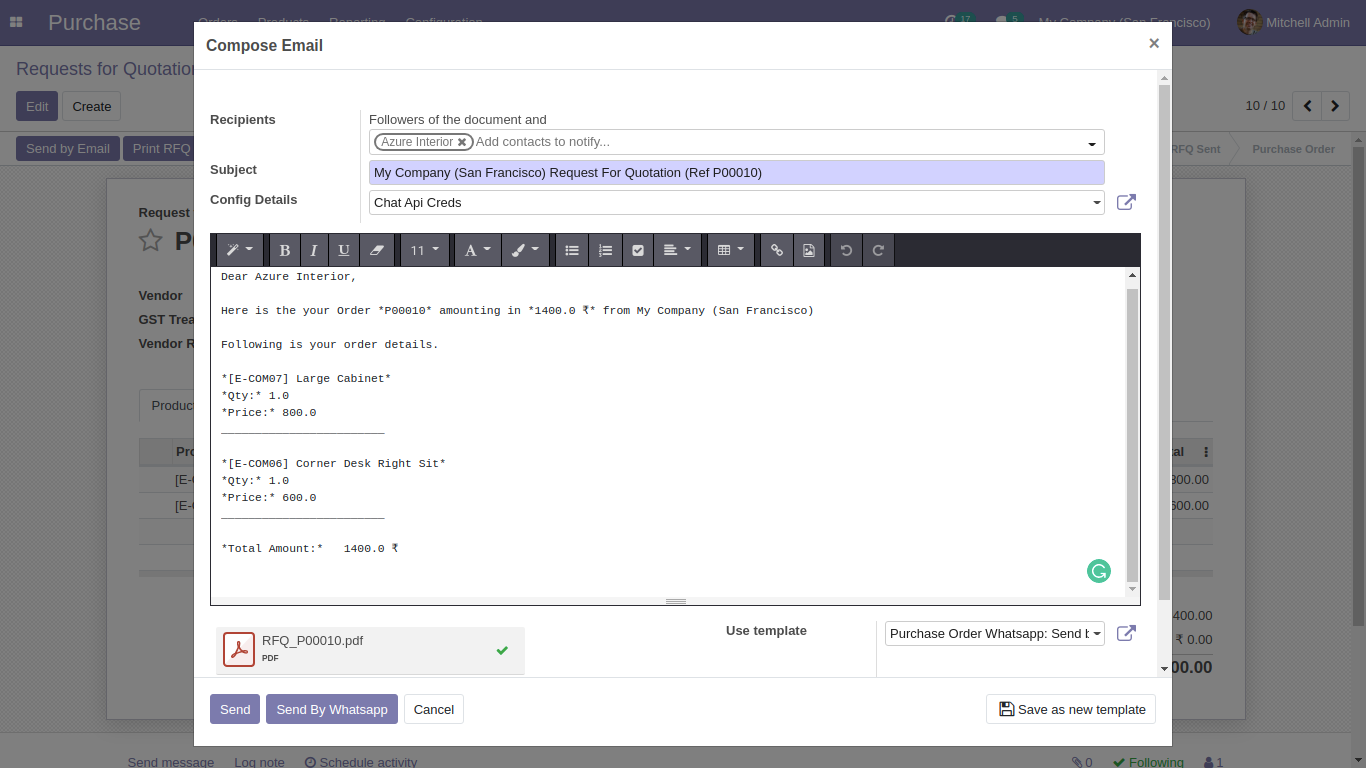 Purchase
Orders Products Reporting Configuration
17
5
My Company (San Francisco)
Mitchell Admin
Requests for Quotation
Edit
Create
10 / 10
Send by Email
Print RFQ
RFQ Sent
Purchase Order
Request
Vendor
GST Trea
Vendor R
Produc
Pro
tal
[E-
800.00
[E-
600.00
400.00
₹ 0.00
00.00
Compose Email
×
Recipients
Followers of the document and
Azure Interior
Add contacts to notify...
Subject
My Company (San Francisco) Request For Quotation (Ref P00010)
Config Details
Chat Api Creds
B I U 11 A
Dear Azure Interior,
Here is the your Order *P00010* amounting in *1400.0 ₹* from My Company (San Francisco)
Following is your order details.
*[E-COM07] Large Cabinet*
*Qty:* 1.0
*Price:* 800.0
________________________
*[E-COM06] Corner Desk Right Sit*
*Qty:* 1.0
*Price:* 600.0
________________________
*Total Amount:*   1400.0 ₹
RFQ_P00010.pdf
PDF
Use template
Purchase Order Whatsapp: Send b
Send
Send By Whatsapp
Cancel
Save as new template
Send message
Log note
Schedule activity
0
Following
1